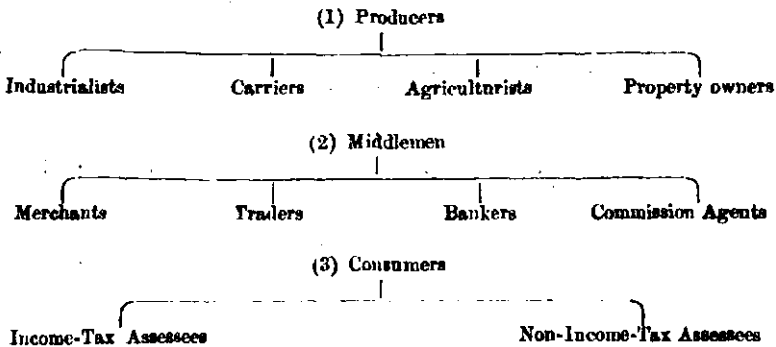 (1) Producers
Industrialists Carriers Agriculturists Property owners
(2) Middlemen
Merchants Traders Bankers Commission Agents
(3) Consumers
Income-Tax Assessees Non-Income-Tax Assessees